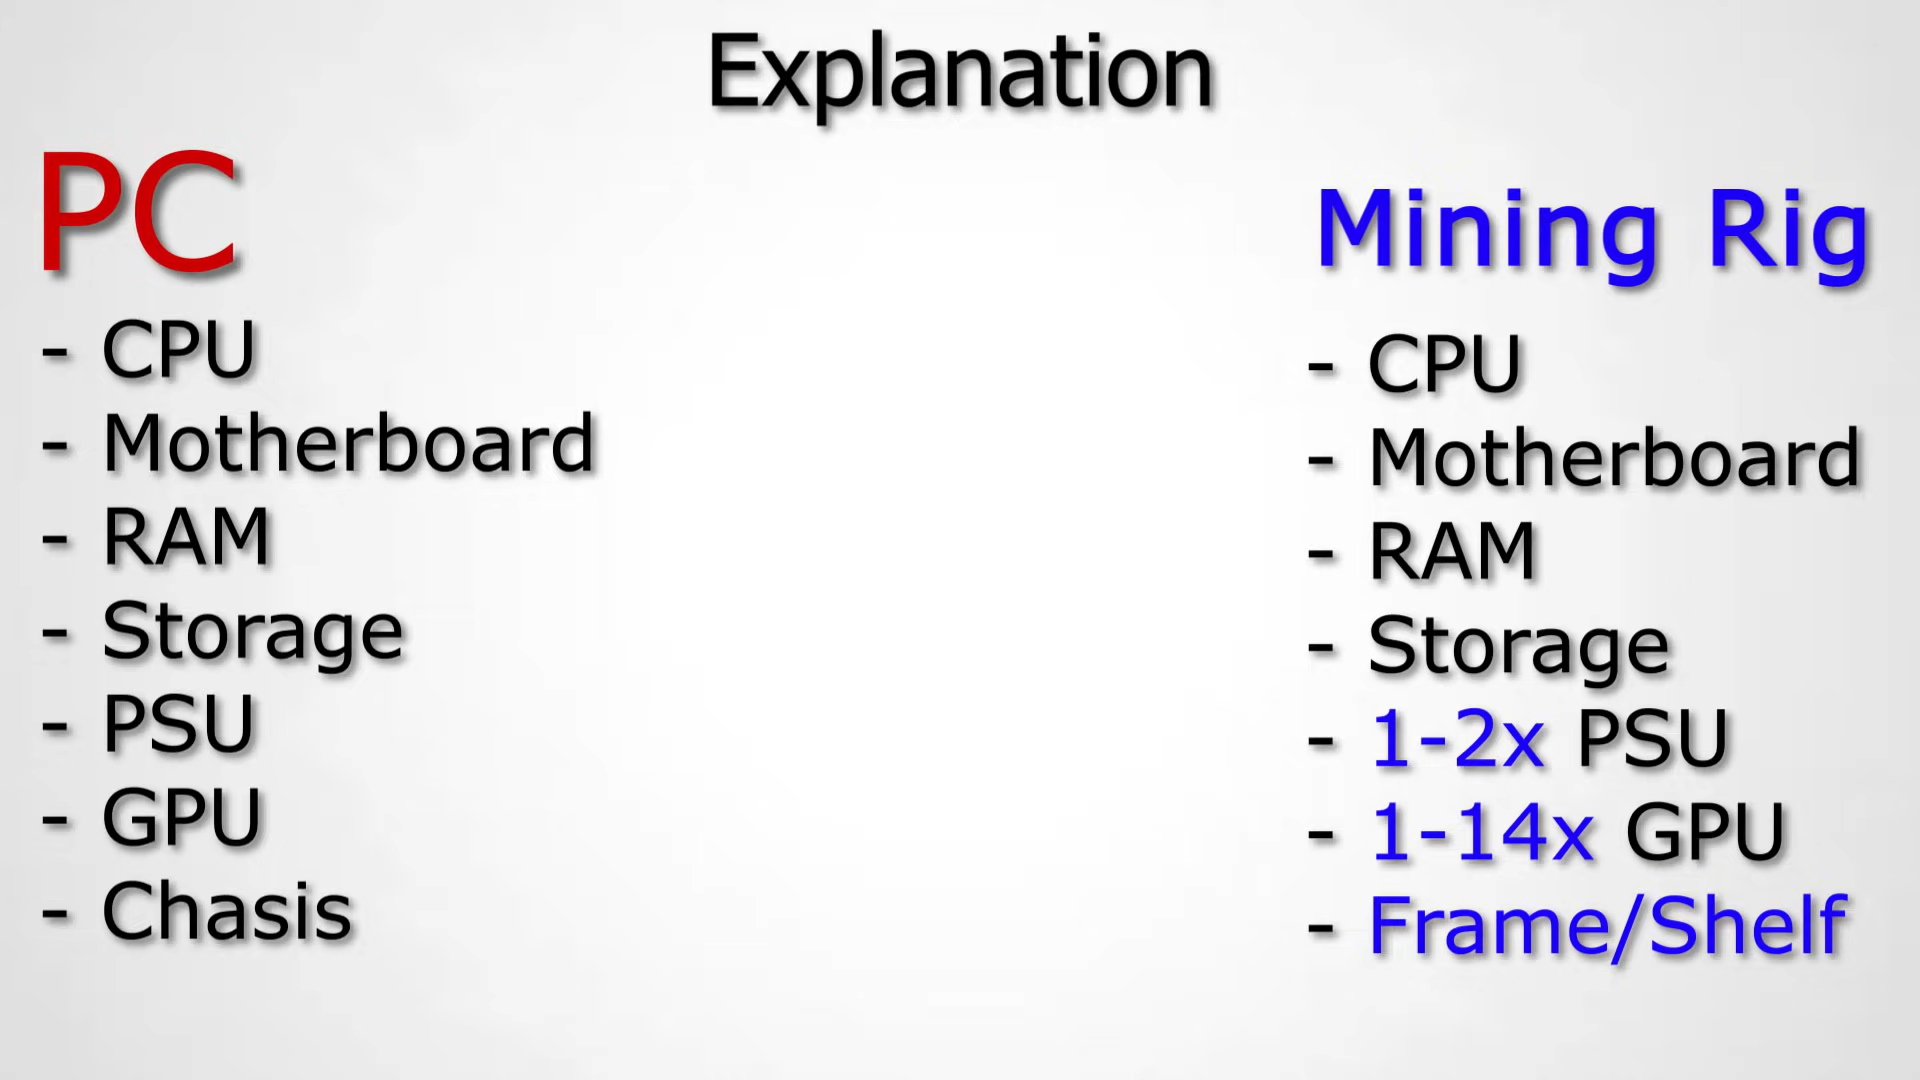 Explanation
PC
- CPU
- Motherboard
- RAM
- Storage
- PSU
- GPU
- Chasis
Mining Rig
- CPU
- Motherboard
- RAM
- Storage
- 1-2x PSU
- 1-14x GPU
- Frame/Shelf